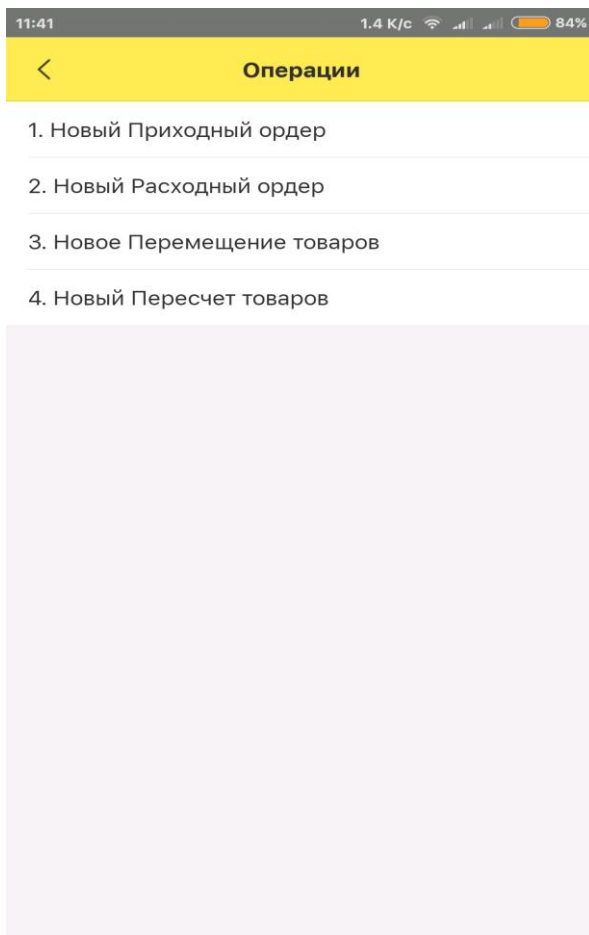 11:41 1.4 K/c 84%
Операции
1. Новый Приходный ордер
2. Новый Расходный ордер
3. Новое Перемещение товаров
4. Новый Пересчет товаров